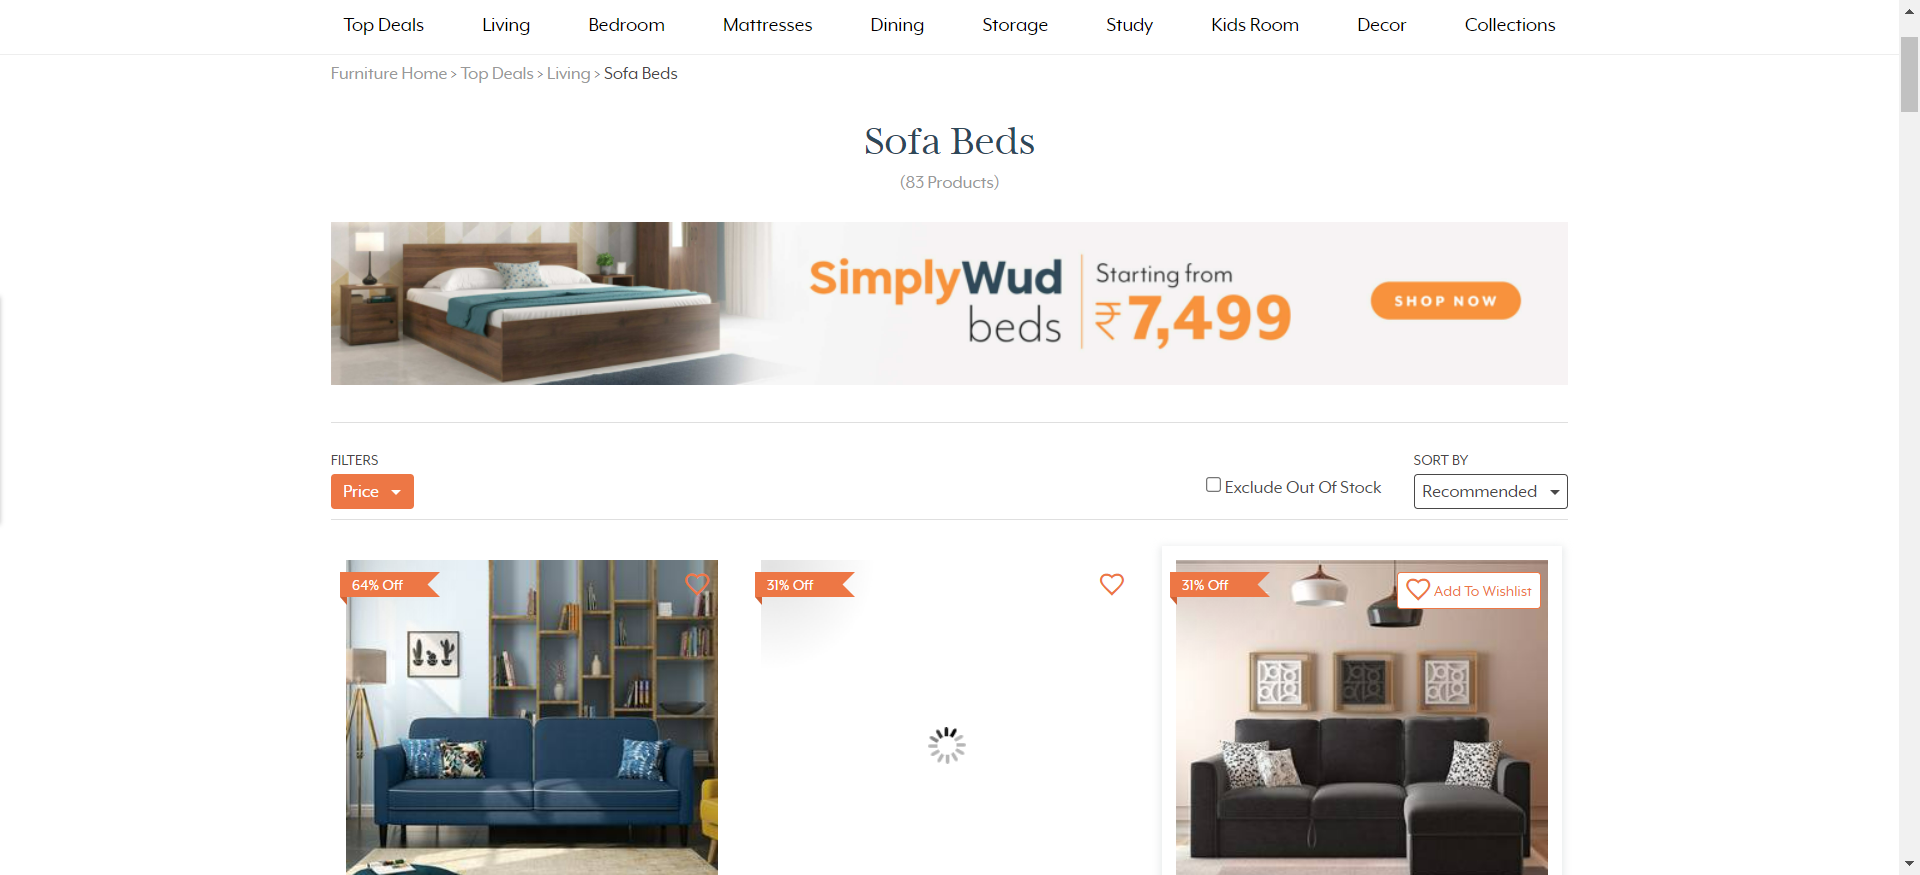 Top Deals Living Bedroom Mattresses Dining Storage Study Kids Room Decor Collections
Furniture Home > Top Deals > Living > Sofa Beds
Sofa Beds
(83 Products)
SimplyWud
beds
Starting from
₹7,499
SHOP NOW
FILTERS
Price
Exclude Out Of Stock
SORT BY
Recommended
64% Off
31% Off
31% Off
Add To Wishlist